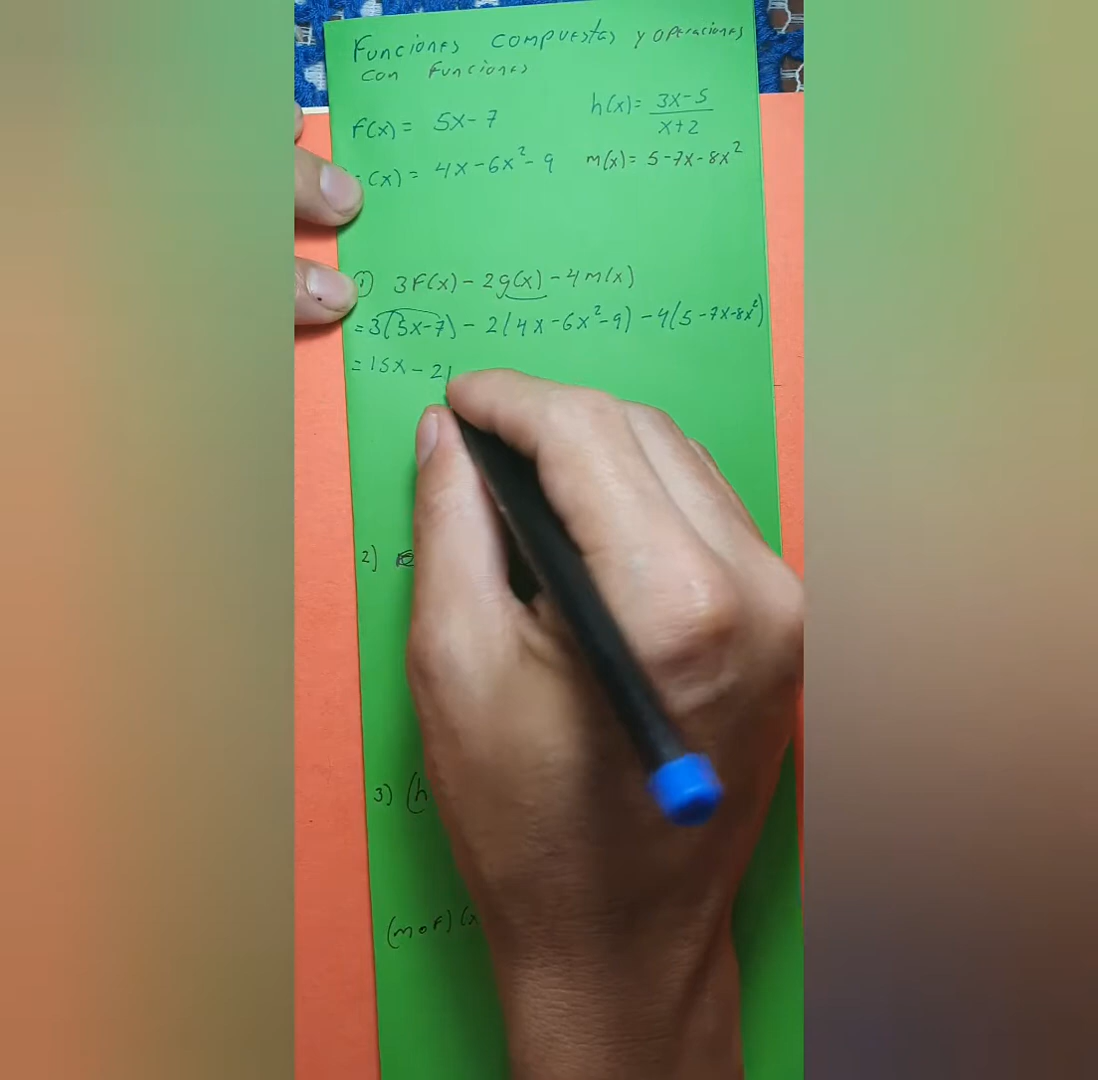 Funciones compuestas y operaciones
con funciones
f(x) = 5x - 7
h(x) = \frac{3x-5}{x+2}
(x) = 4x - 6x² - 9
m(x) = 5 - 7x - 8x²
① 3f(x) - 2g(x) - 4m(x)
= 3(5x-7) - 2(4x - 6x² - 9) - 4(5 - 7x - 8x²)
= 15x - 21
2)
3) (h
(m∘f)(x